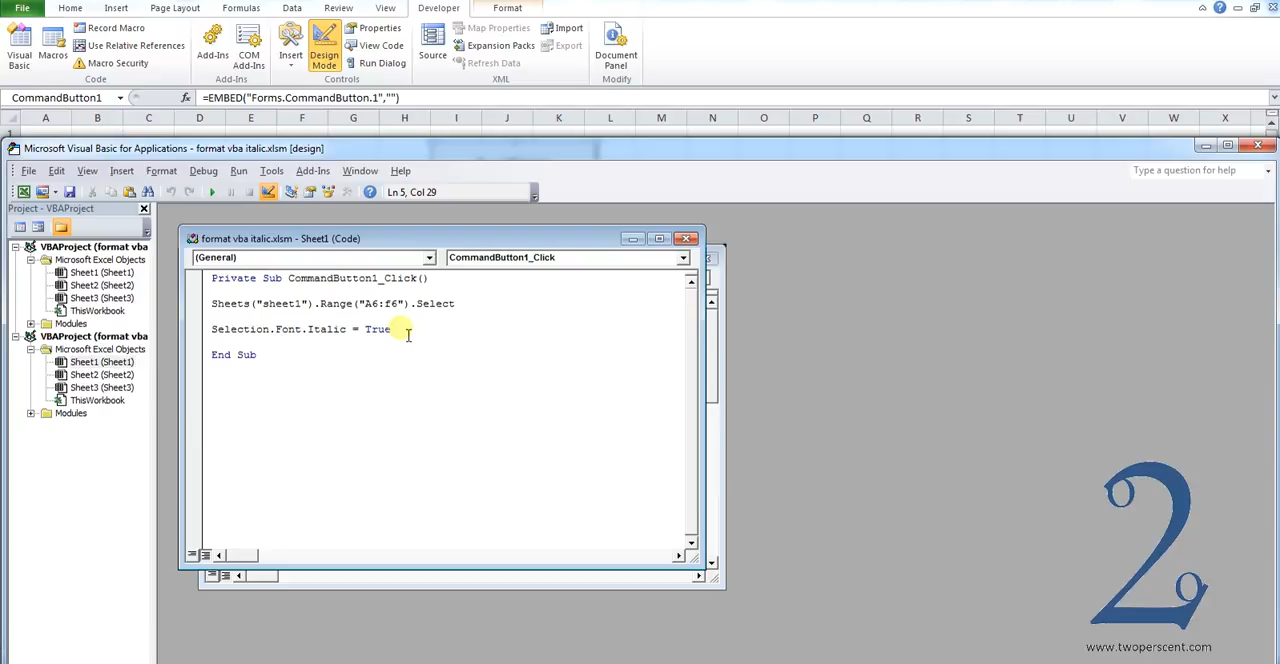 File Home Insert Page Layout Formulas Data Review View Developer Format
Record Macro
Use Relative References
Macro Security
Visual Basic
Macros
Code
Add-Ins
COM Add-Ins
Add-Ins
Insert
Design Mode
Properties
View Code
Run Dialog
Controls
Source
Map Properties
Expansion Packs
Refresh Data
Import
Export
XML
Document Panel
Modify
CommandButton1 fx =EMBED("Forms.CommandButton.1","")
A B C D E F G H I J K L M N O P Q R S T U V W X
1
Microsoft Visual Basic for Applications - format vba italic.xlsm [design]
File Edit View Insert Format Debug Run Tools Add-Ins Window Help
Type a question for help
Ln 5, Col 29
Project - VBAProject
VBAProject (format vba
Microsoft Excel Objects
Sheet1 (Sheet1)
Sheet2 (Sheet2)
Sheet3 (Sheet3)
ThisWorkbook
Modules
VBAProject (format vba
Microsoft Excel Objects
Sheet1 (Sheet1)
Sheet2 (Sheet2)
Sheet3 (Sheet3)
ThisWorkbook
Modules
format vba italic.xlsm - Sheet1 (Code)
(General) CommandButton1_Click
Private Sub CommandButton1_Click()
Sheets("sheet1").Range("A6:f6").Select
Selection.Font.Italic = True
End Sub
2
www.twoperscent.com